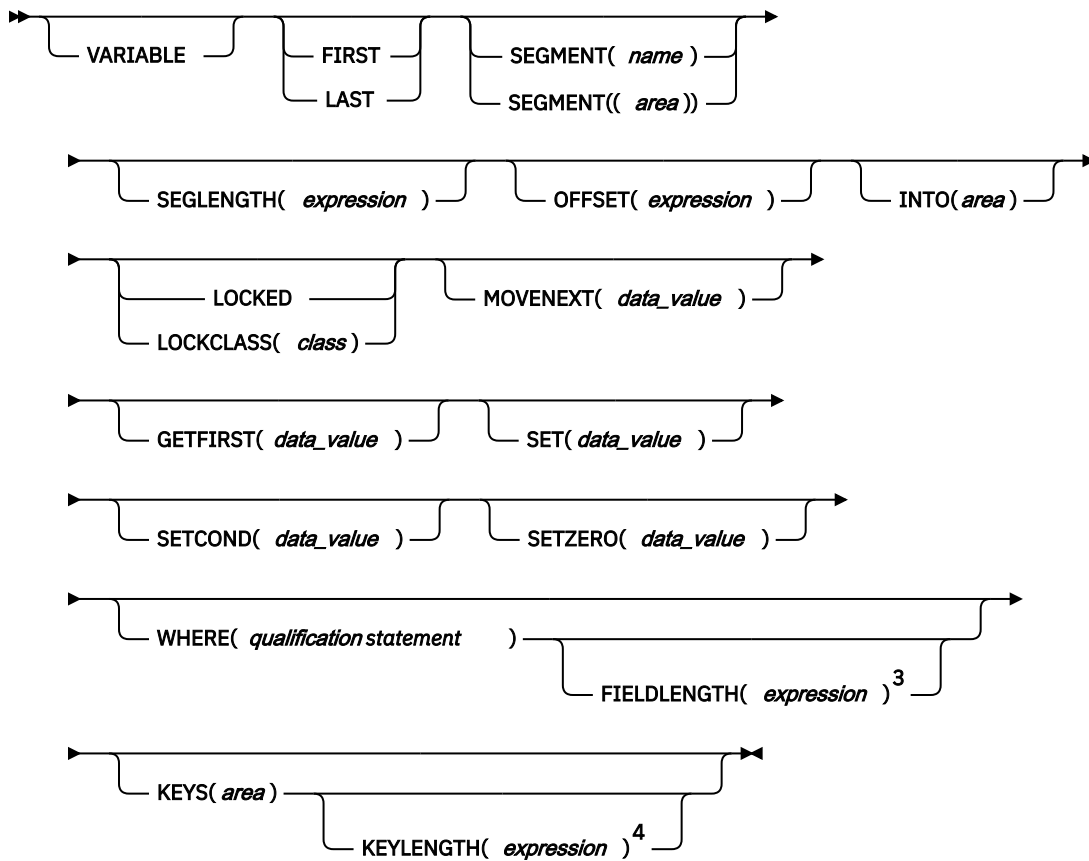 VARIABLE FIRST SEGMENT( name )
LAST SEGMENT(( area ))
SEGLENGTH( expression ) OFFSET( expression ) INTO( area )
LOCKED MOVENEXT( data_value )
LOCKCLASS( class )
GETFIRST( data_value ) SET( data_value )
SETCOND( data_value ) SETZERO( data_value )
WHERE( qualification statement )
FIELDLENGTH( expression ) 3
KEYS( area )
KEYLENGTH( expression ) 4